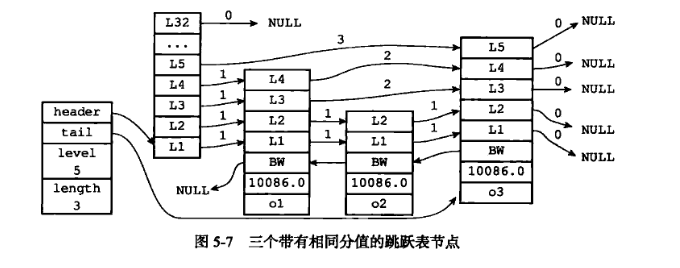 L32
0
NULL
...
L5
3
L5
0
NULL
L4
1
L4
2
L4
0
NULL
L3
1
L3
2
L3
0
NULL
header
L2
1
L2
1
L2
1
L2
0
NULL
tail
L1
1
L1
1
L1
1
L1
0
NULL
level
5
BW
BW
BW
length
3
NULL
10086.0
10086.0
10086.0
o1
o2
o3
图 5-7 三个带有相同分值的跳跃表节点